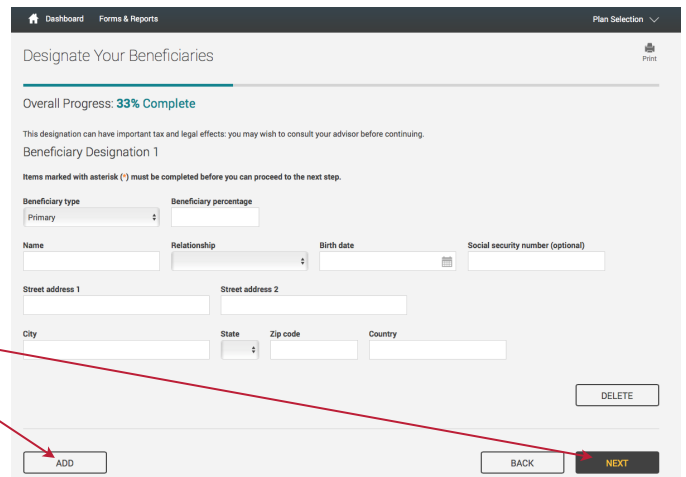 Dashboard Forms & Reports Plan Selection
Designate Your Beneficiaries
Print
Overall Progress: 33% Complete
This designation can have important tax and legal effects: you may wish to consult your advisor before continuing.
Beneficiary Designation 1
Items marked with asterisk (*) must be completed before you can proceed to the next step.
Beneficiary type Beneficiary percentage
Primary
Name Relationship Birth date Social security number (optional)
Street address 1 Street address 2
City State Zip code Country
DELETE
ADD BACK NEXT